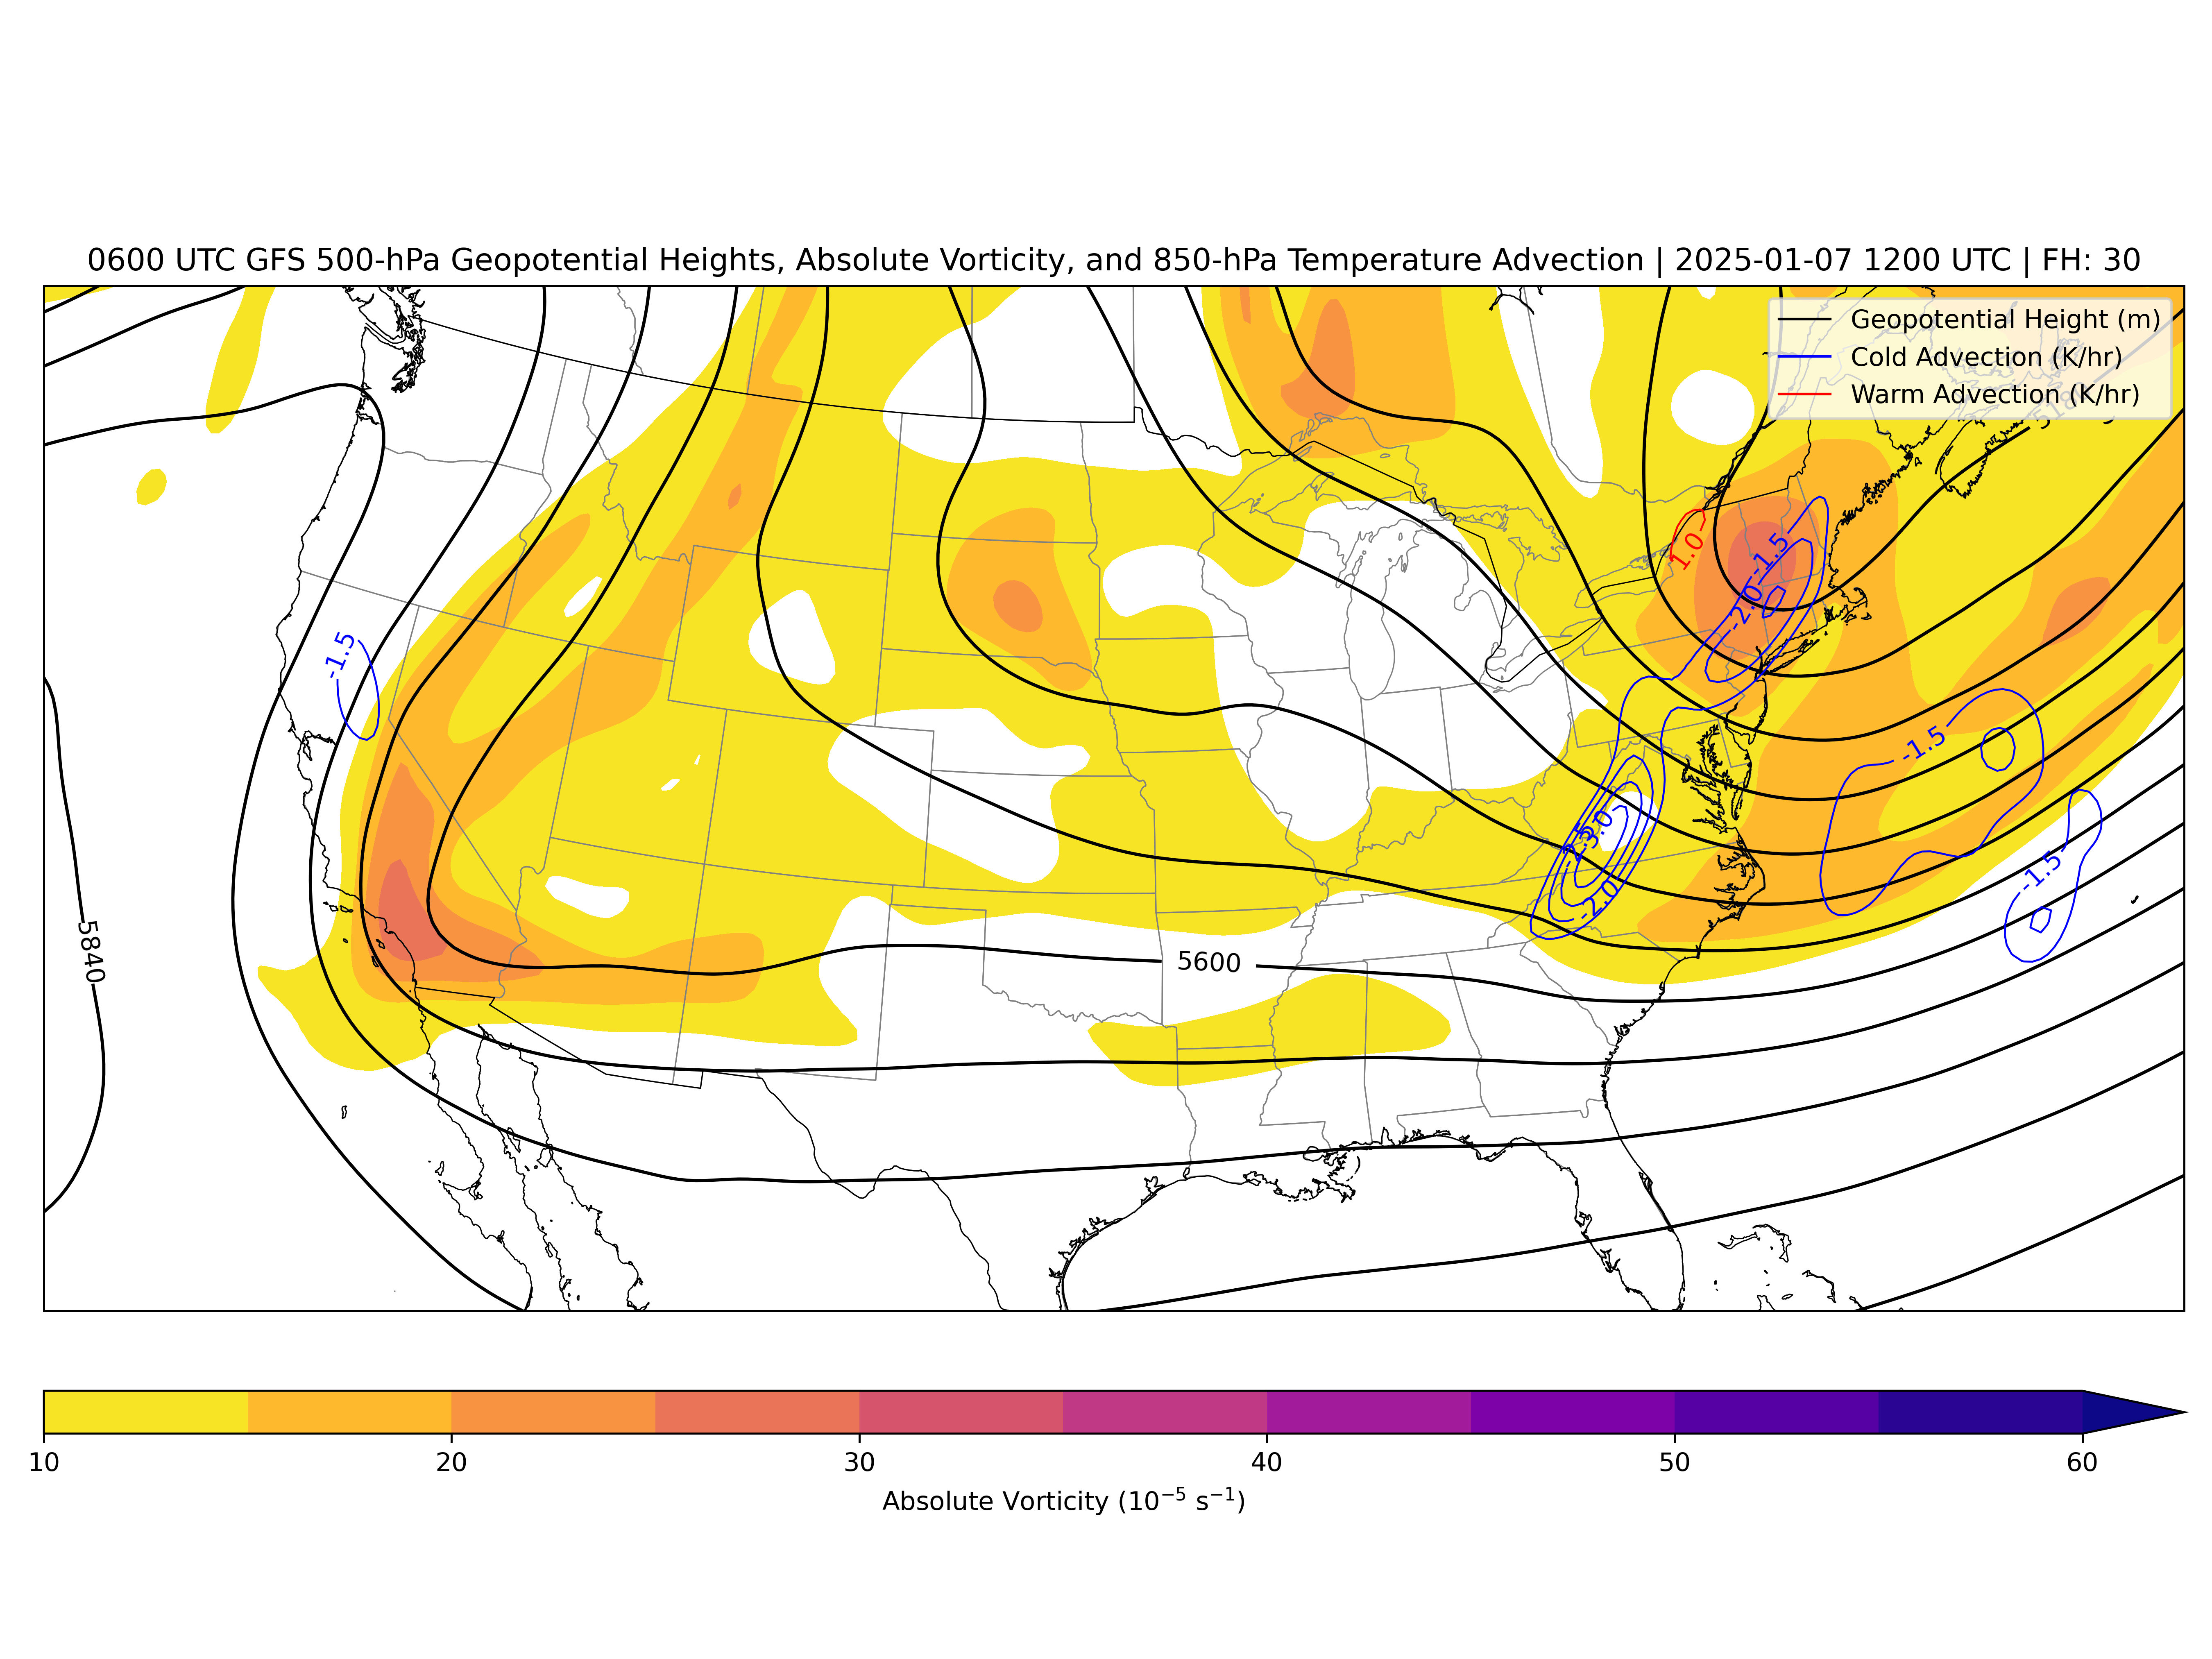 0600 UTC GFS 500-hPa Geopotential Heights, Absolute Vorticity, and 850-hPa Temperature Advection | 2025-01-07 1200 UTC | FH: 30
Geopotential Height (m)
Cold Advection (K/hr)
Warm Advection (K/hr)
5180
1.0
-1.5
-2.0
-1.5
-1.5
-2.5
-3.0
-1.5
-2.0
5840
5600
10 20 30 40 50 60
Absolute Vorticity (10⁻⁵ s⁻¹)